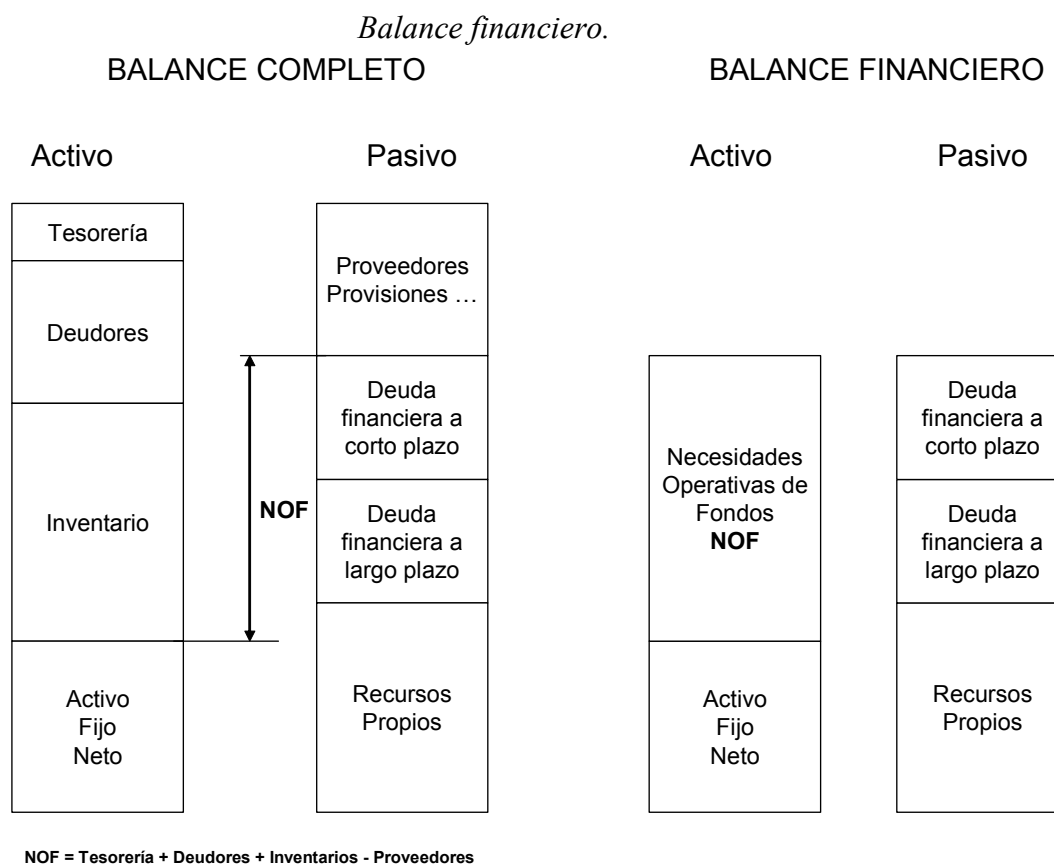 Balance financiero.
BALANCE COMPLETO
BALANCE FINANCIERO
Activo
Pasivo
Activo
Pasivo
Tesorería
Deudores
Inventario
Activo
Fijo
Neto
NOF
Proveedores
Provisiones …
Deuda
financiera a
corto plazo
Deuda
financiera a
largo plazo
Recursos
Propios
Necesidades
Operativas de
Fondos
NOF
Activo
Fijo
Neto
Deuda
financiera a
corto plazo
Deuda
financiera a
largo plazo
Recursos
Propios
NOF = Tesorería + Deudores + Inventarios - Proveedores